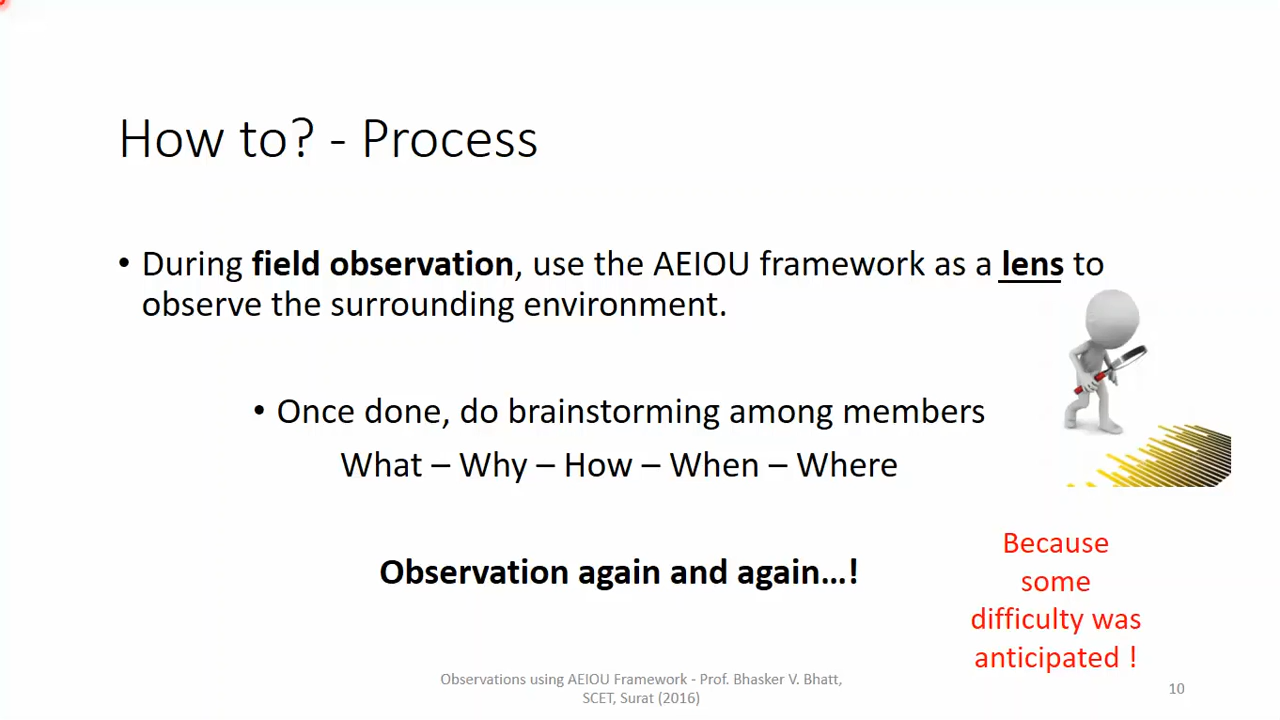 How to? - Process
• During field observation, use the AEIOU framework as a lens to
observe the surrounding environment.
• Once done, do brainstorming among members
What – Why – How – When – Where
Observation again and again…!
Because
some
difficulty was
anticipated !
Observations using AEIOU Framework - Prof. Bhasker V. Bhatt,
SCET, Surat (2016)
10